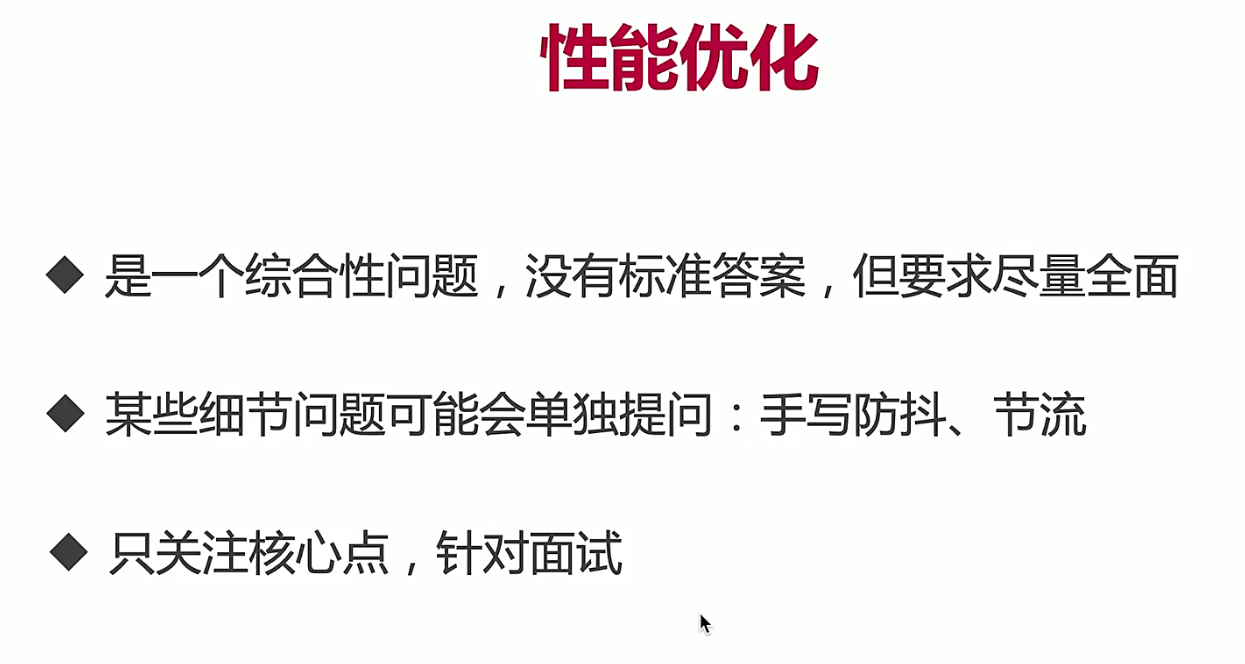 性能优化
◆ 是一个综合性问题，没有标准答案，但要求尽量全面
◆ 某些细节问题可能会单独提问：手写防抖、节流
◆ 只关注核心点，针对面试